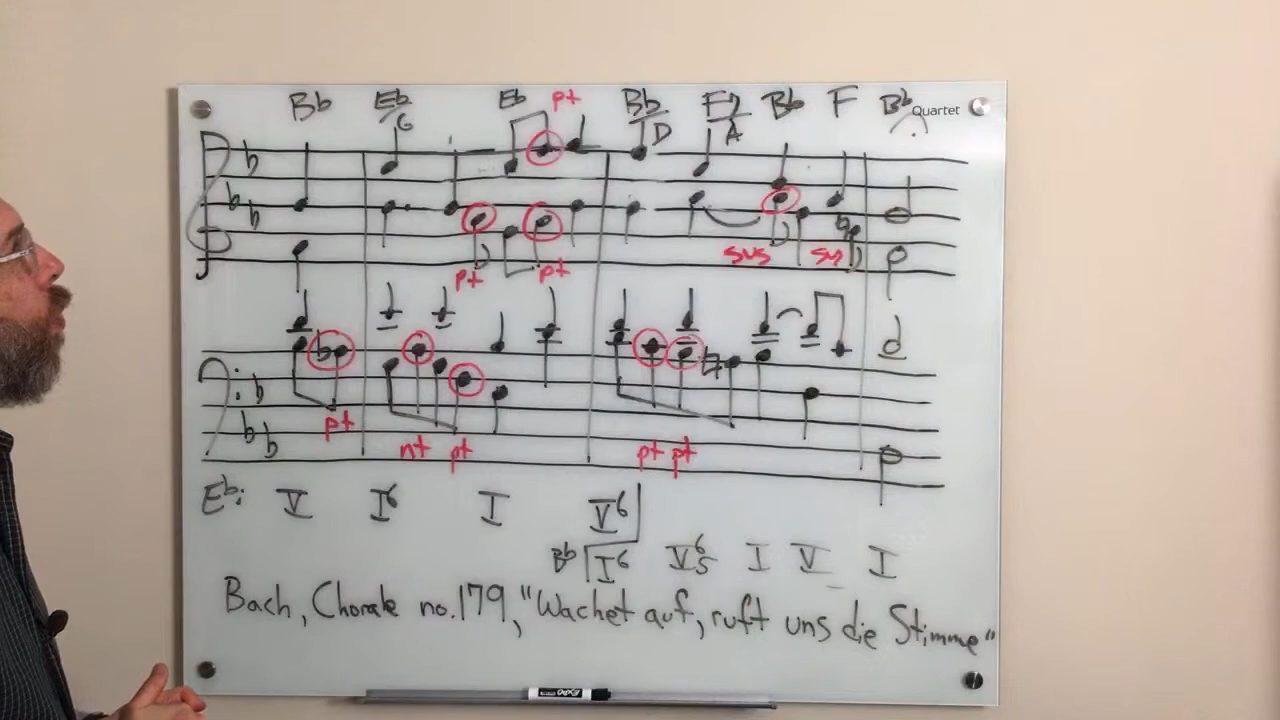 Bb Eb/G Eb pt Bb/D F7/A Bb F Bb
Quartet
sus sus
pt pt
pt nt pt pt pt
Eb: V I6 I V6
Bb I6 V6/5 I V I
Bach, Chorale no.179, "Wachet auf, ruft uns die Stimme"
EXPO